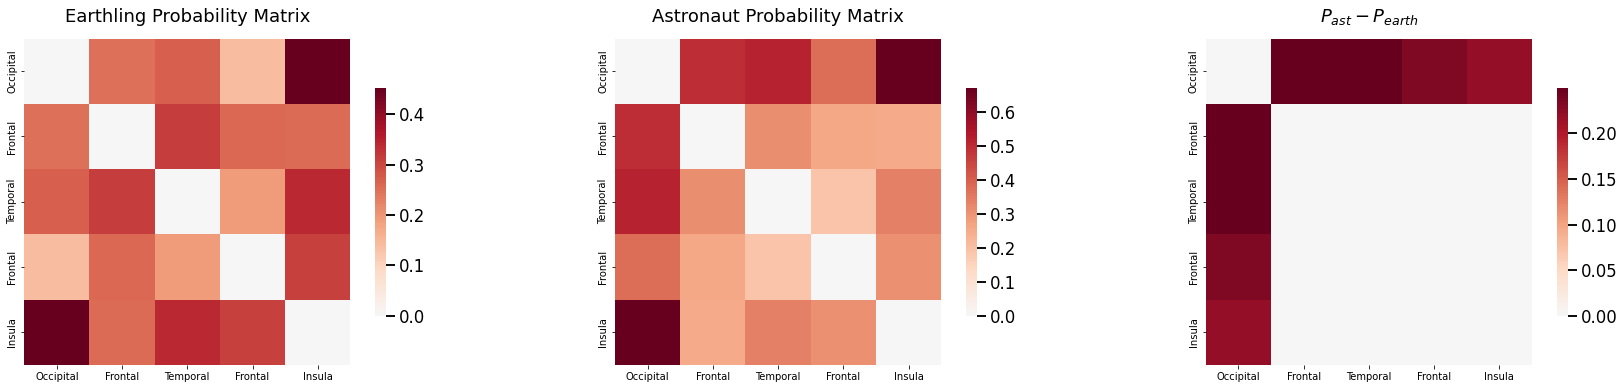 Earthling Probability Matrix
Occipital
Frontal
Temporal
Frontal
Insula
Occipital Frontal Temporal Frontal Insula
0.4
0.3
0.2
0.1
0.0
Astronaut Probability Matrix
Occipital
Frontal
Temporal
Frontal
Insula
Occipital Frontal Temporal Frontal Insula
0.6
0.5
0.4
0.3
0.2
0.1
0.0
P_ast − P_earth
Occipital
Frontal
Temporal
Frontal
Insula
Occipital Frontal Temporal Frontal Insula
0.20
0.15
0.10
0.05
0.00